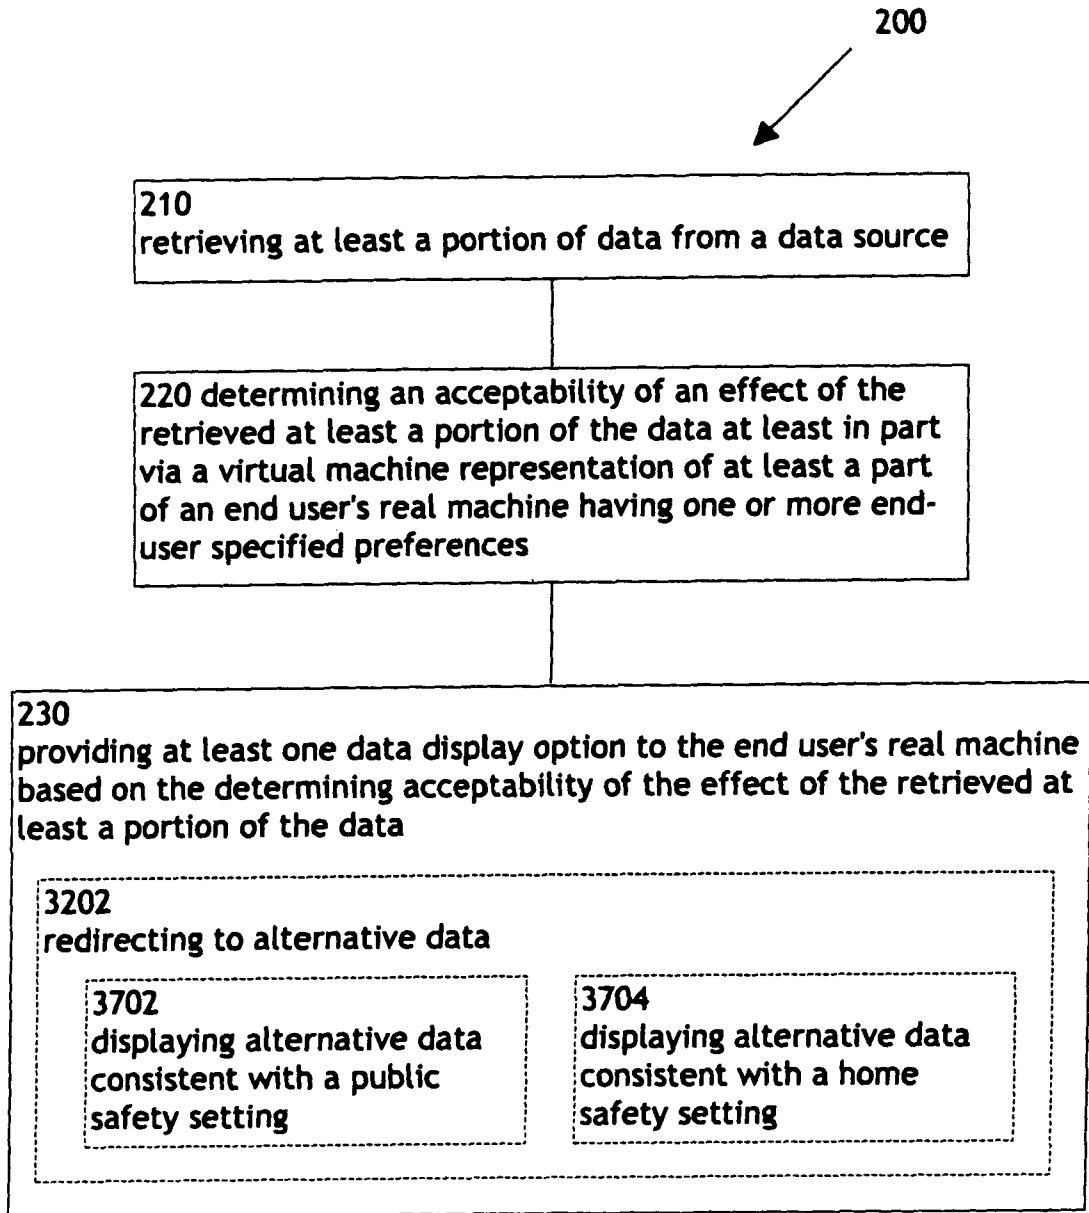 200
210
retrieving at least a portion of data from a data source
220 determining an acceptability of an effect of the
retrieved at least a portion of the data at least in part
via a virtual machine representation of at least a part
of an end user's real machine having one or more end-
user specified preferences
230
providing at least one data display option to the end user's real machine
based on the determining acceptability of the effect of the retrieved at
least a portion of the data
3202
redirecting to alternative data
3702
displaying alternative data
consistent with a public
safety setting
3704
displaying alternative data
consistent with a home
safety setting